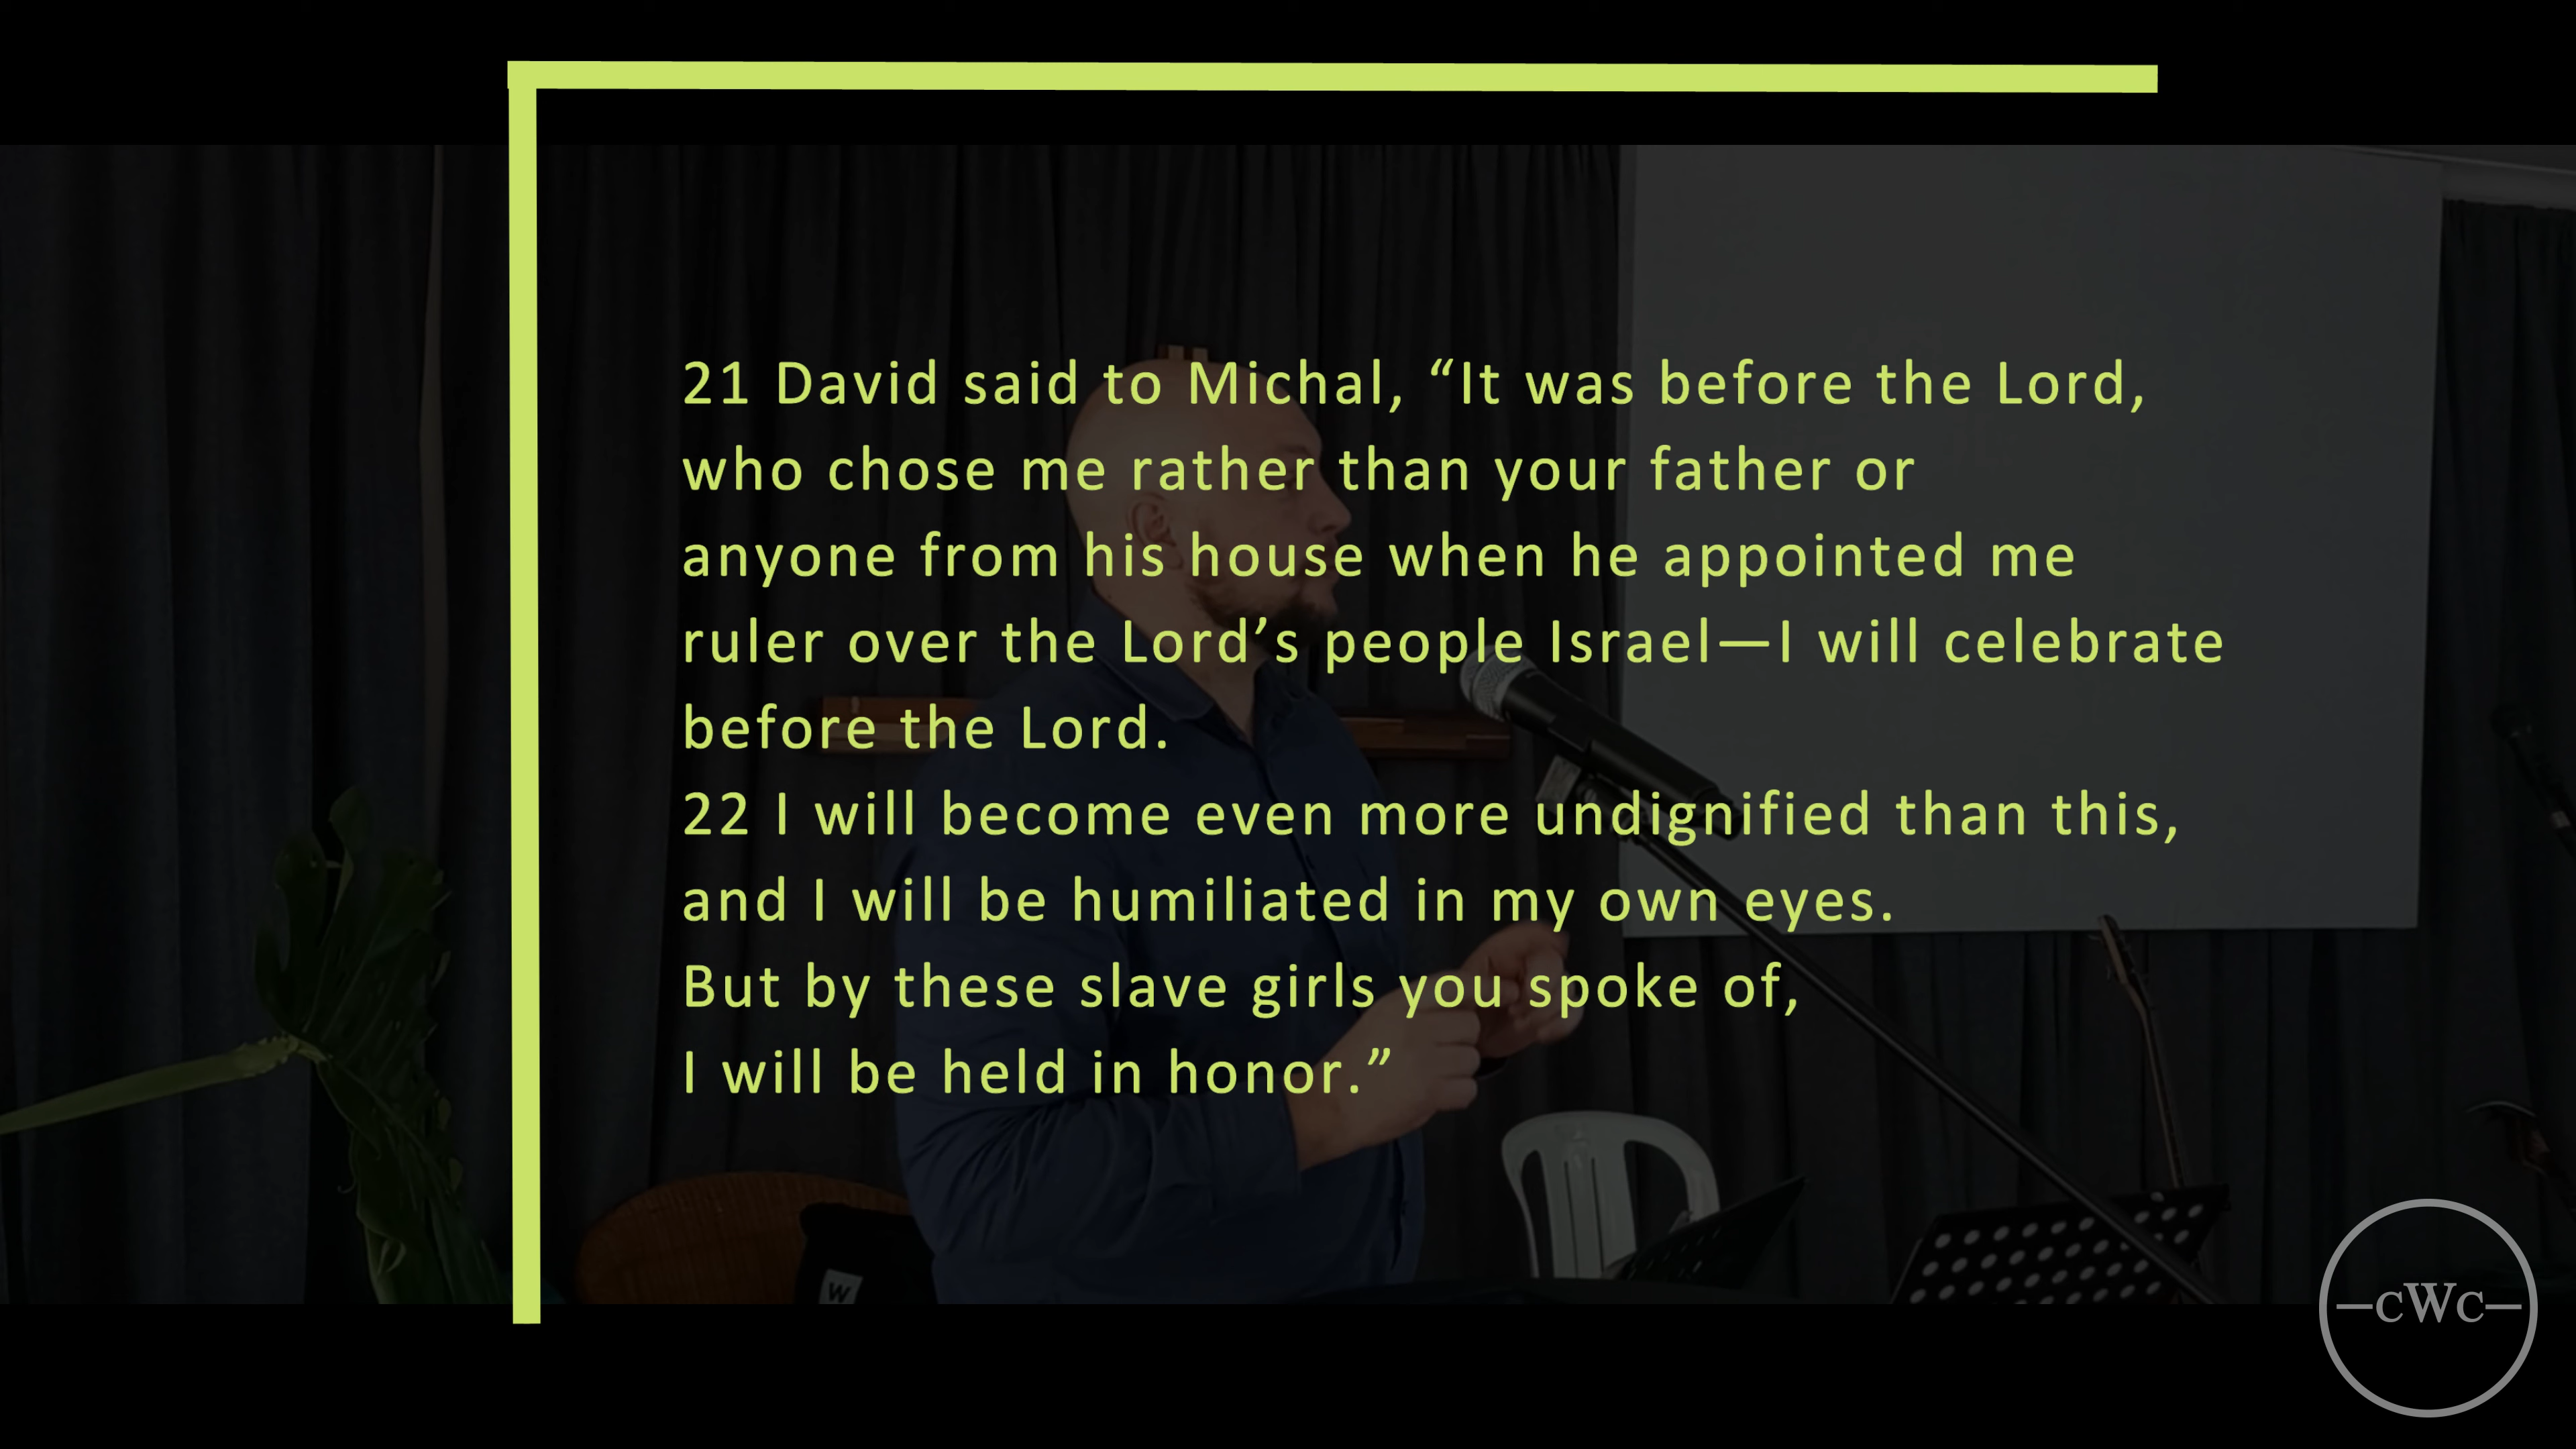 21 David said to Michal, “It was before the Lord,
who chose me rather than your father or
anyone from his house when he appointed me
ruler over the Lord’s people Israel—I will celebrate
before the Lord.
22 I will become even more undignified than this,
and I will be humiliated in my own eyes.
But by these slave girls you spoke of,
I will be held in honor.”
W
CWC